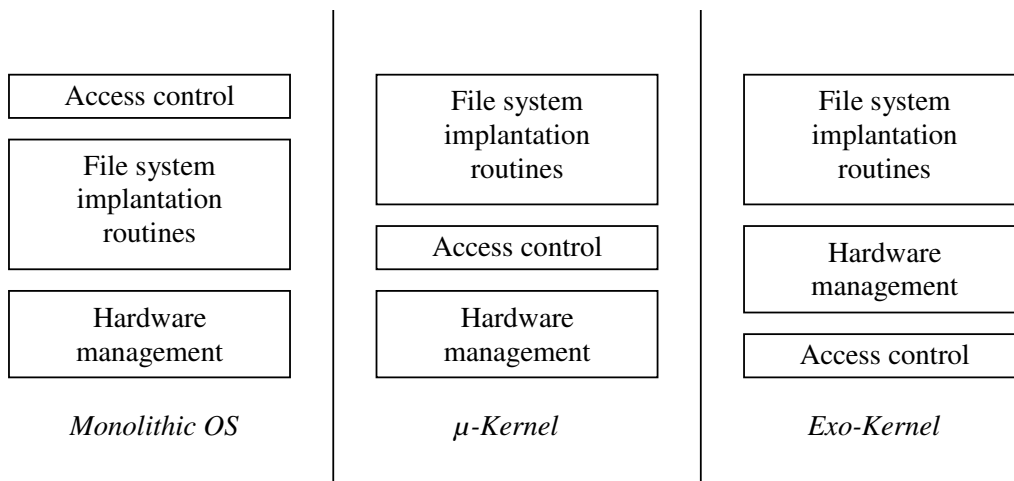 Access control
File system
implantation
routines
Hardware
management
Monolithic OS
File system
implantation
routines
Access control
Hardware
management
µ-Kernel
File system
implantation
routines
Hardware
management
Access control
Exo-Kernel